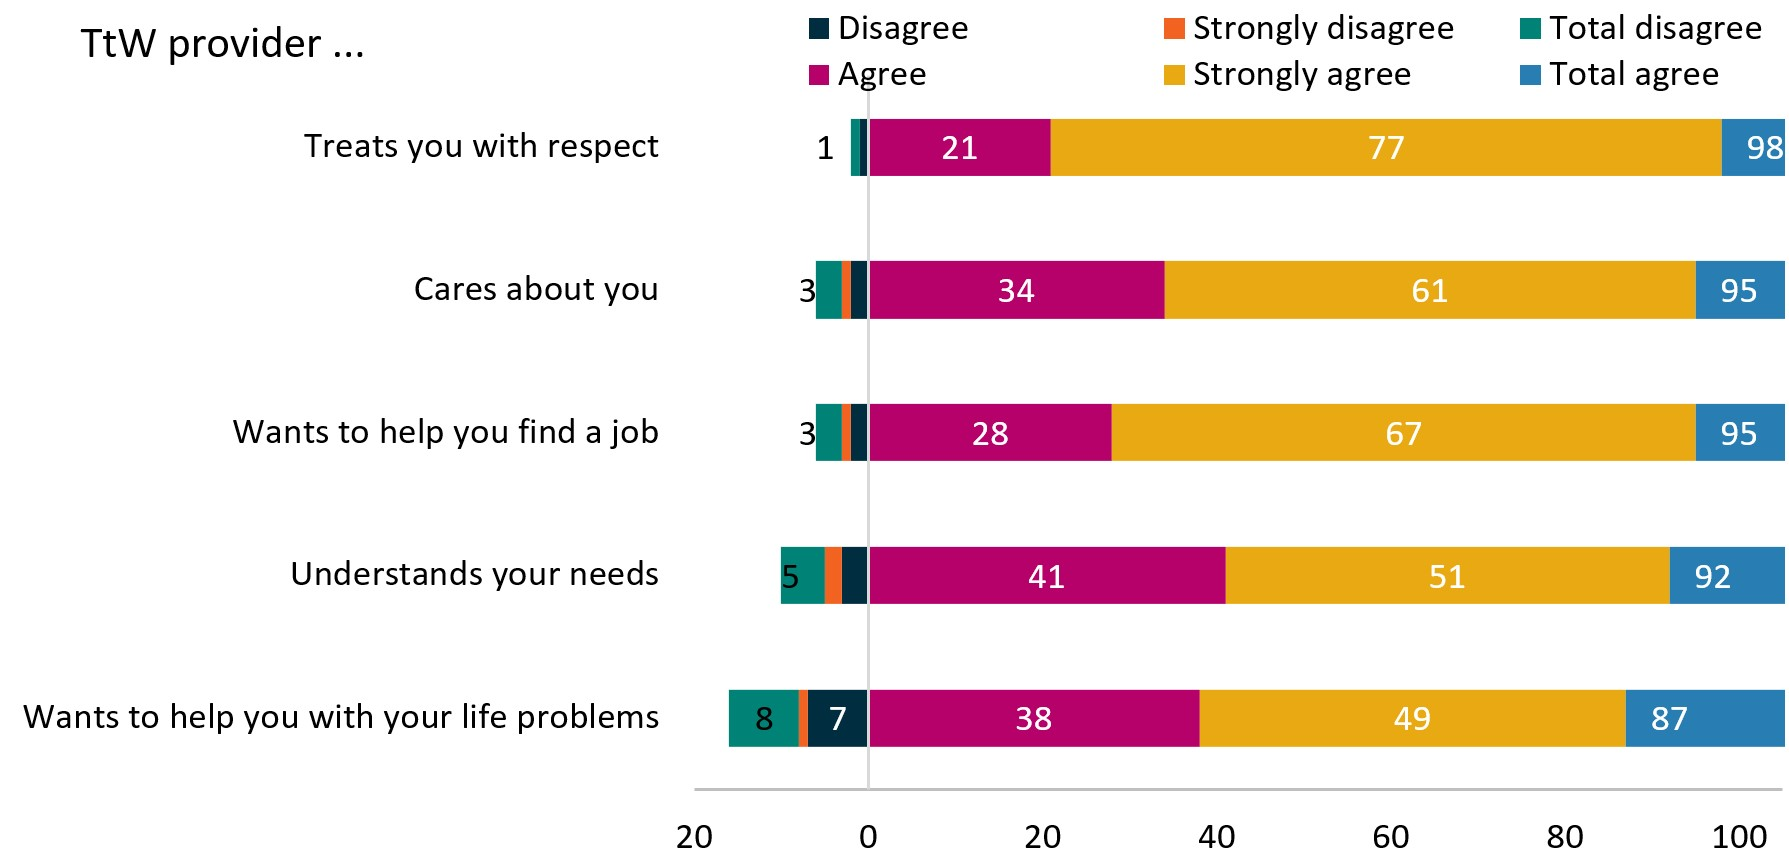 TtW provider ...
Disagree Strongly disagree Total disagree
Agree Strongly agree Total agree
Treats you with respect 1 21 77 98
Cares about you 3 34 61 95
Wants to help you find a job 3 28 67 95
Understands your needs 5 41 51 92
Wants to help you with your life problems 8 7 38 49 87
20 0 20 40 60 80 100